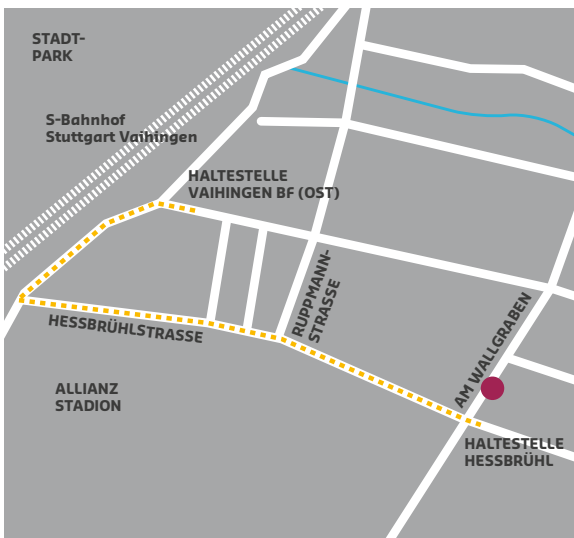 STADT-
PARK
S-Bahnhof
Stuttgart Vaihingen
HALTESTELLE
VAIHINGEN BF (OST)
RUPPMANN-
STRASSE
HESSBRÜHLSTRASSE
AM WALLGRABEN
ALLIANZ
STADION
HALTESTELLE
HESSBRÜHL